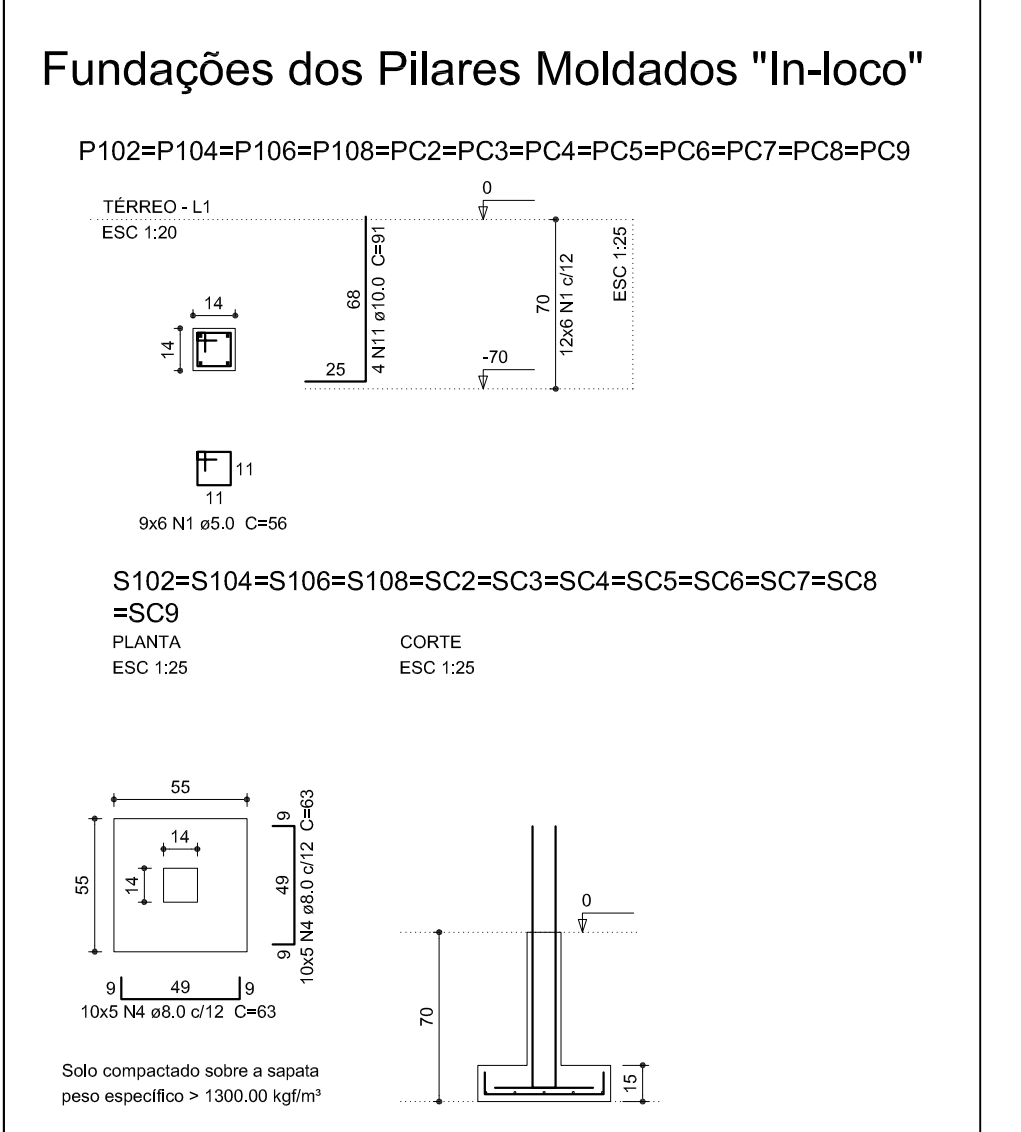 Fundações dos Pilares Moldados "In-loco"
P102=P104=P106=P108=PC2=PC3=PC4=PC5=PC6=PC7=PC8=PC9
TÉRREO - L1
ESC 1:20
14
14
68
4 N11 ø10.0 C=91
25
0
-70
70
12x6 N1 c/12
ESC 1:25
11
11
9x6 N1 ø5.0 C=56
S102=S104=S106=S108=SC2=SC3=SC4=SC5=SC6=SC7=SC8
=SC9
PLANTA
ESC 1:25
CORTE
ESC 1:25
55
55
14
14
9
49
9
10x5 N4 ø8.0 c/12 C=63
9
49
9
10x5 N4 ø8.0 c/12 C=63
Solo compactado sobre a sapata
peso específico > 1300.00 kgf/m³
0
70
15